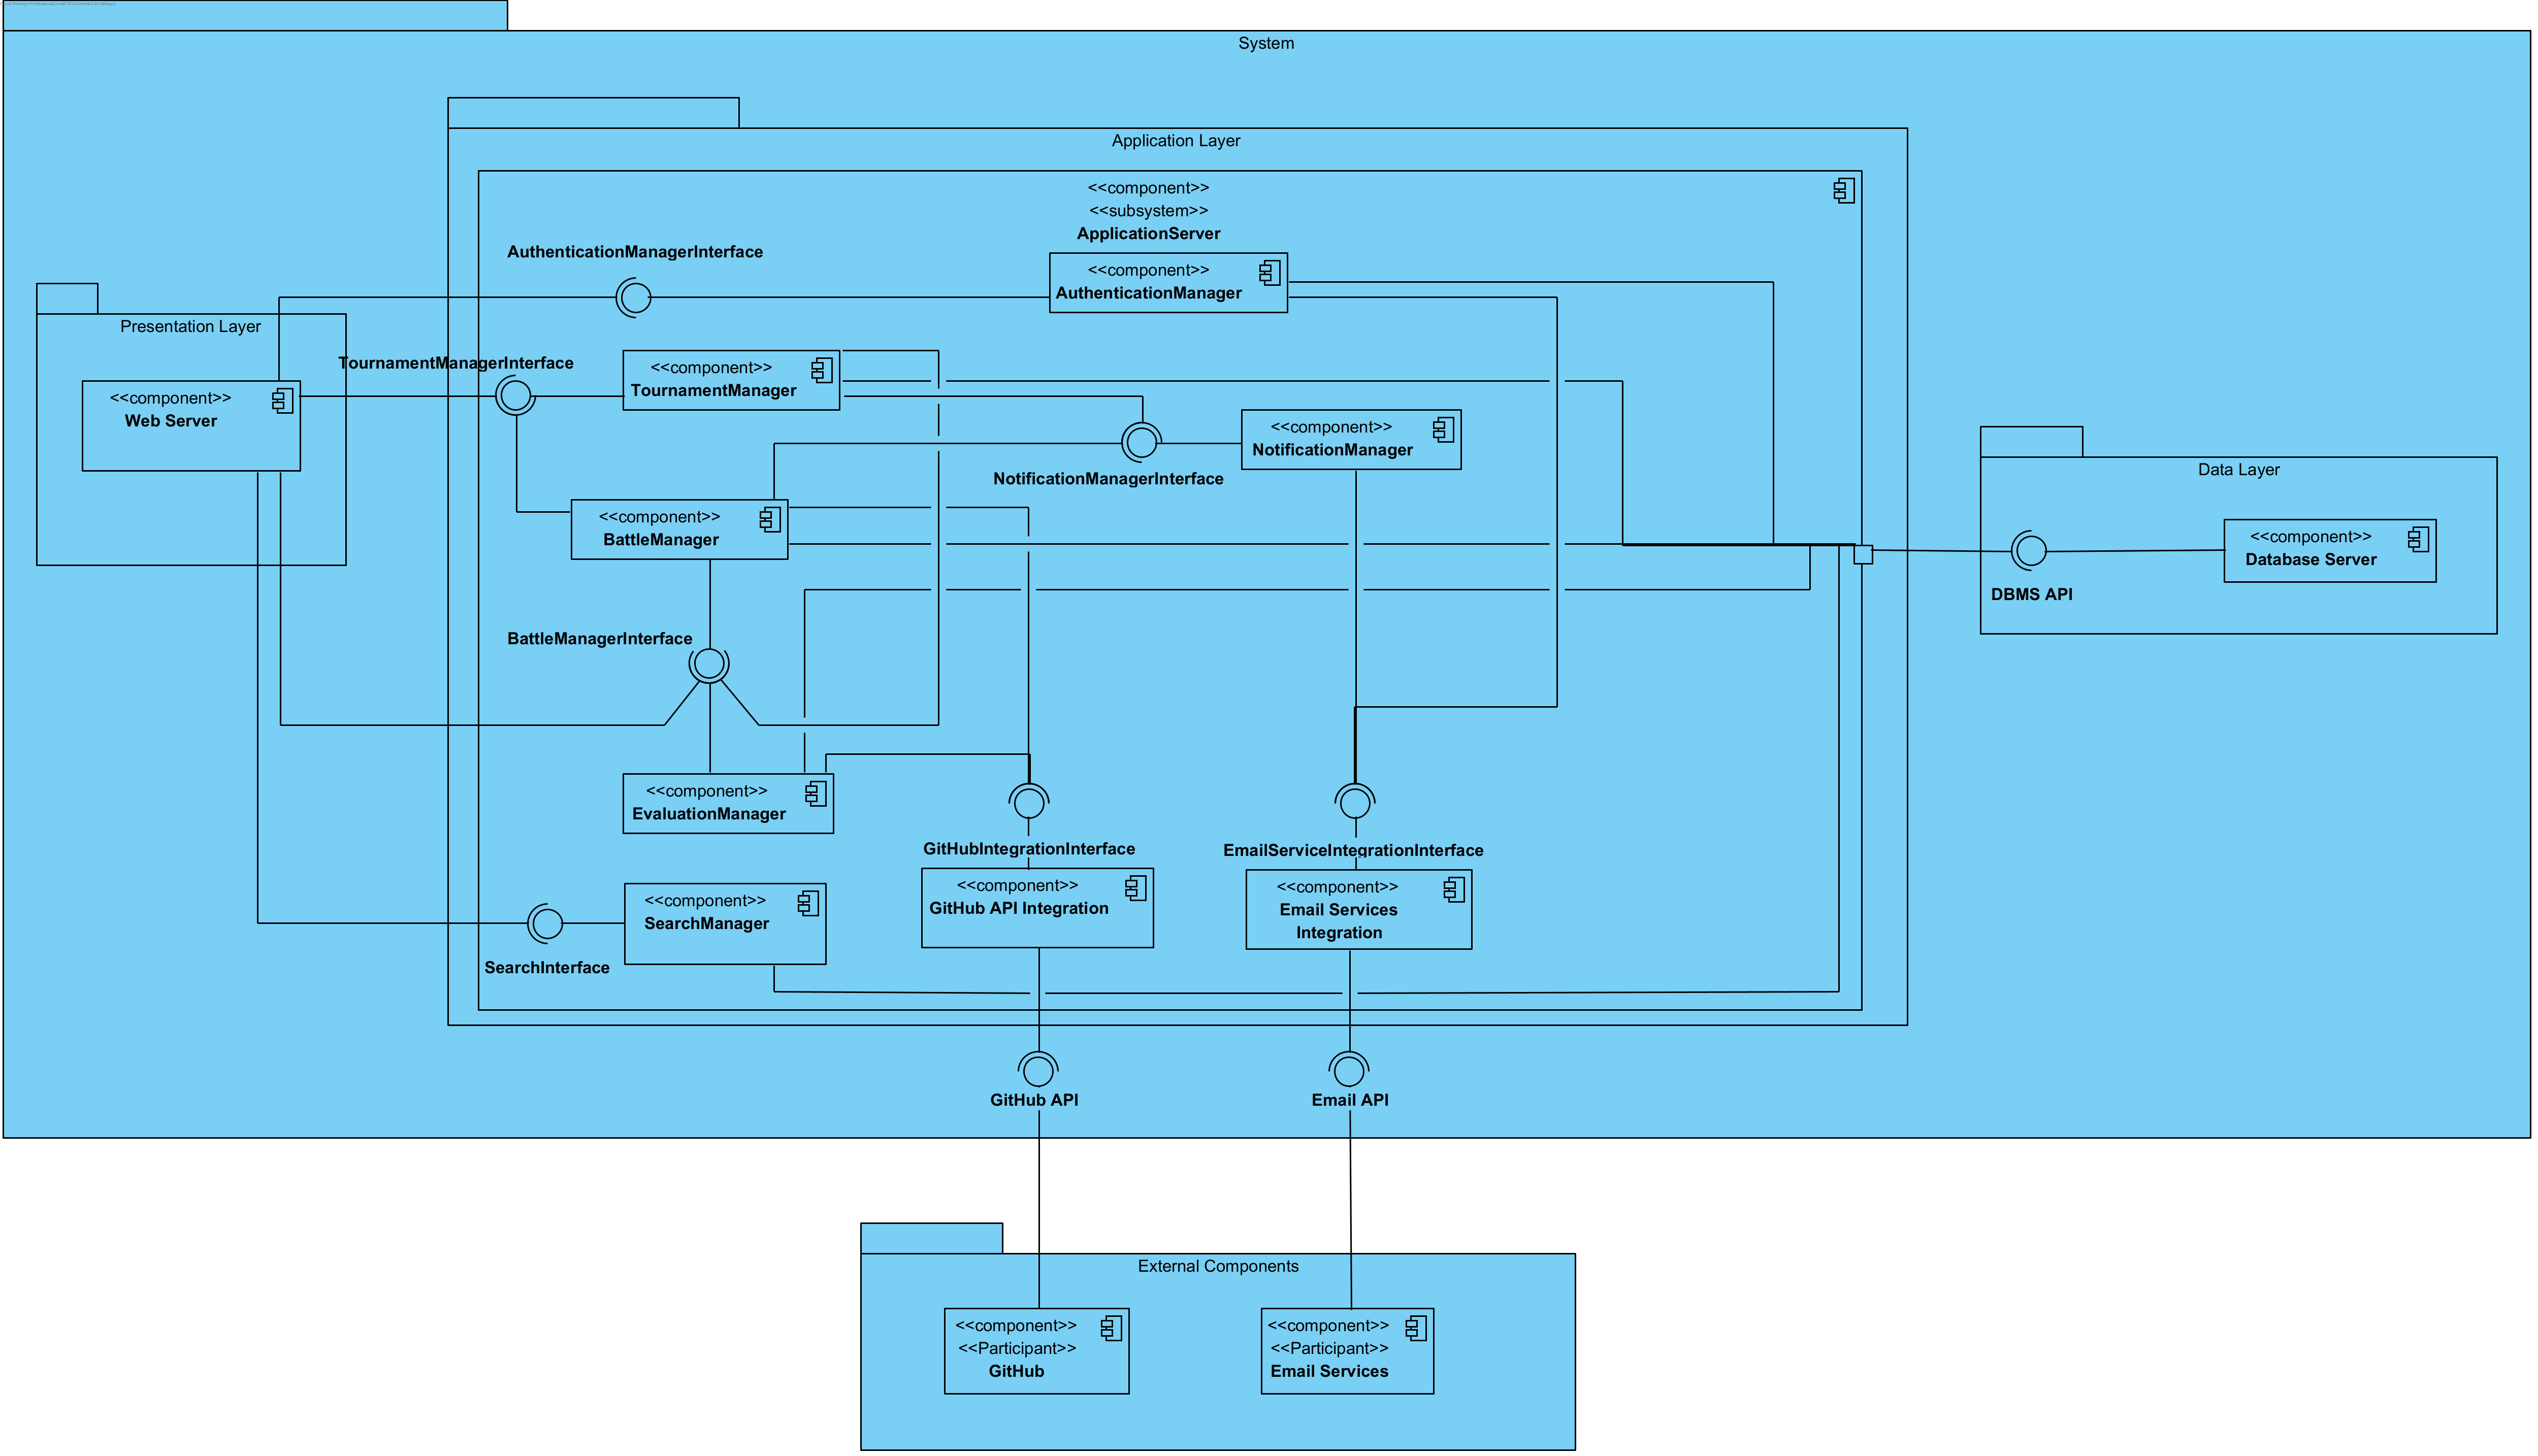 System
Application Layer
<<component>>
<<subsystem>>
ApplicationServer
AuthenticationManagerInterface
<<component>>
AuthenticationManager
Presentation Layer
TournamentManagerInterface
<<component>>
TournamentManager
<<component>>
Web Server
<<component>>
NotificationManager
NotificationManagerInterface
Data Layer
<<component>>
BattleManager
<<component>>
Database Server
DBMS API
BattleManagerInterface
<<component>>
EvaluationManager
GitHubIntegrationInterface
EmailServiceIntegrationInterface
<<component>>
GitHub API Integration
<<component>>
Email Services
Integration
<<component>>
SearchManager
SearchInterface
GitHub API
Email API
External Components
<<component>>
<<Participant>>
GitHub
<<component>>
<<Participant>>
Email Services